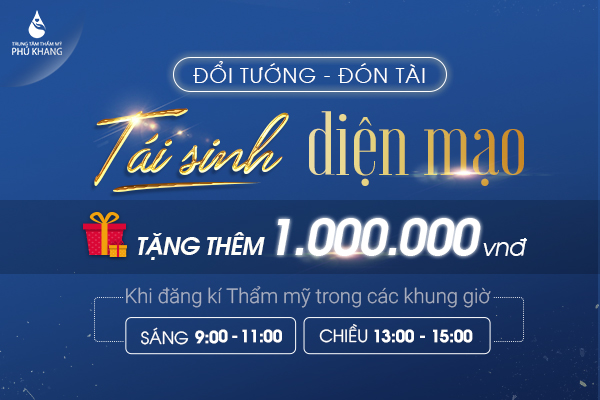 TRUNG TÂM THẨM MỸ
PHÚ KHANG
ĐỔI TƯỚNG - ĐÓN TÀI
Tái sinh diện mạo
TẶNG THÊM 1.000.000 vnđ
Khi đăng kí Thẩm mỹ trong các khung giờ
SÁNG 9:00 - 11:00 CHIỀU 13:00 - 15:00